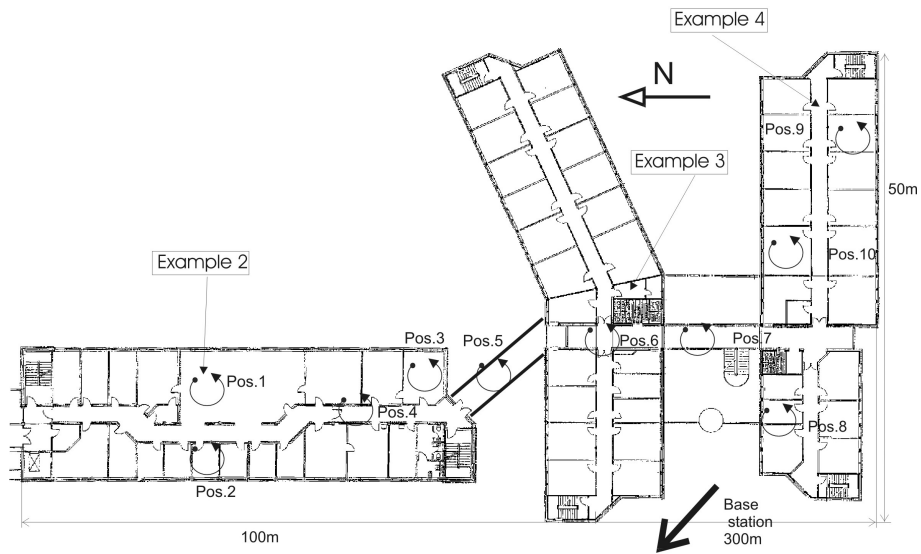 Example 4
N
Pos.9
Example 3
50m
Pos.10
Example 2
Pos.3
Pos.5
Pos.6
Pos.7
Pos.1
Pos.4
Pos.8
Pos.2
Base
station
300m
100m